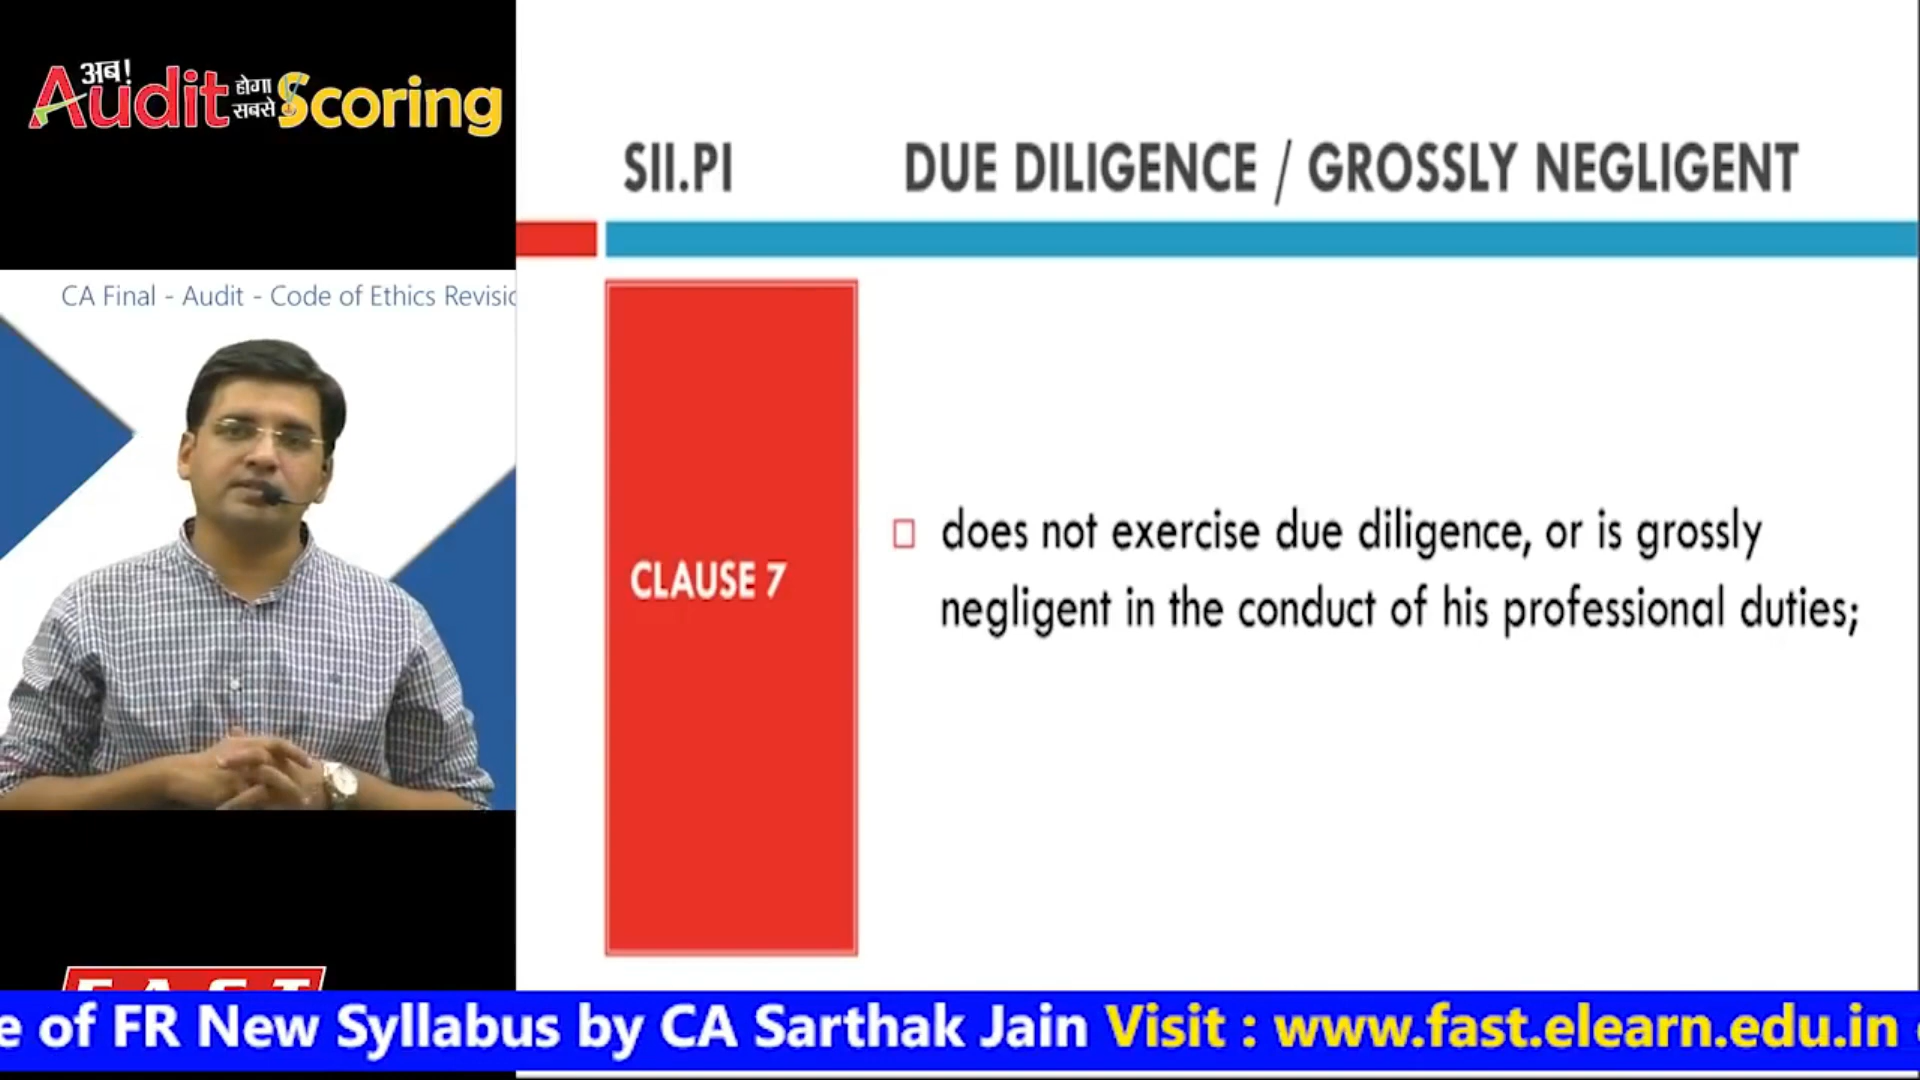 अब!
Audit होगा सबसे Scoring
SII.PI DUE DILIGENCE / GROSSLY NEGLIGENT
CA Final - Audit - Code of Ethics
CLAUSE 7
does not exercise due diligence, or is grossly
negligent in the conduct of his professional duties;
of FR New Syllabus by CA Sarthak Jain Visit : www.fast.elearn.edu.in